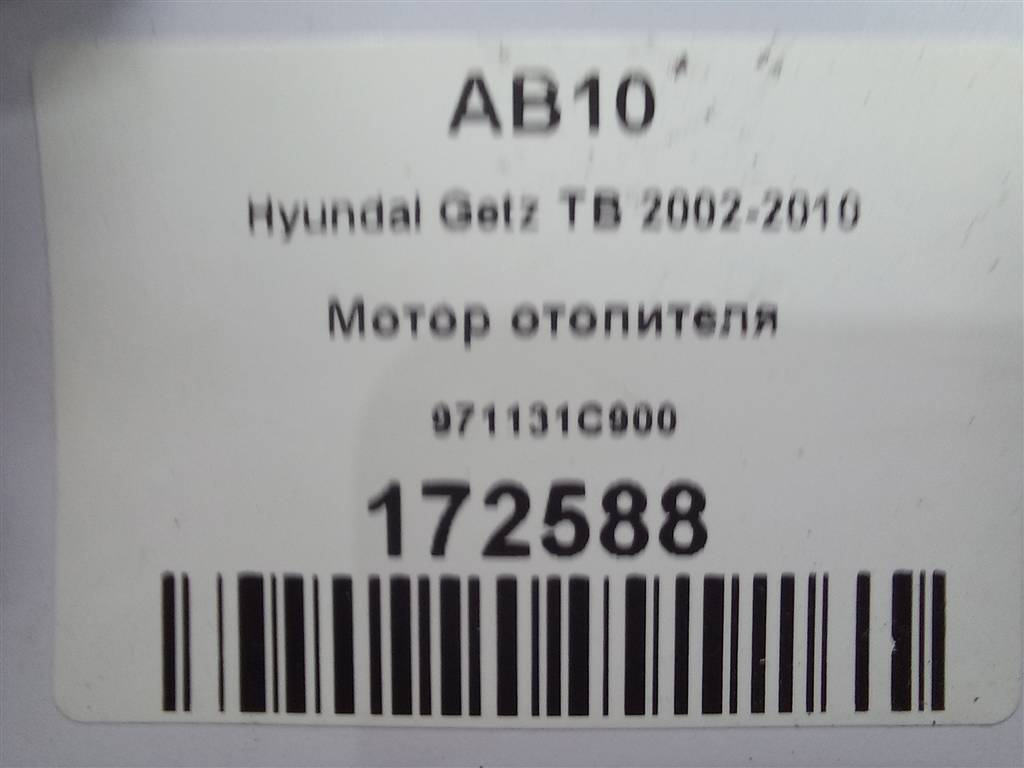 AB10
Hyundai Getz TB 2002-2010
Мотор отопителя
971131C900
172588